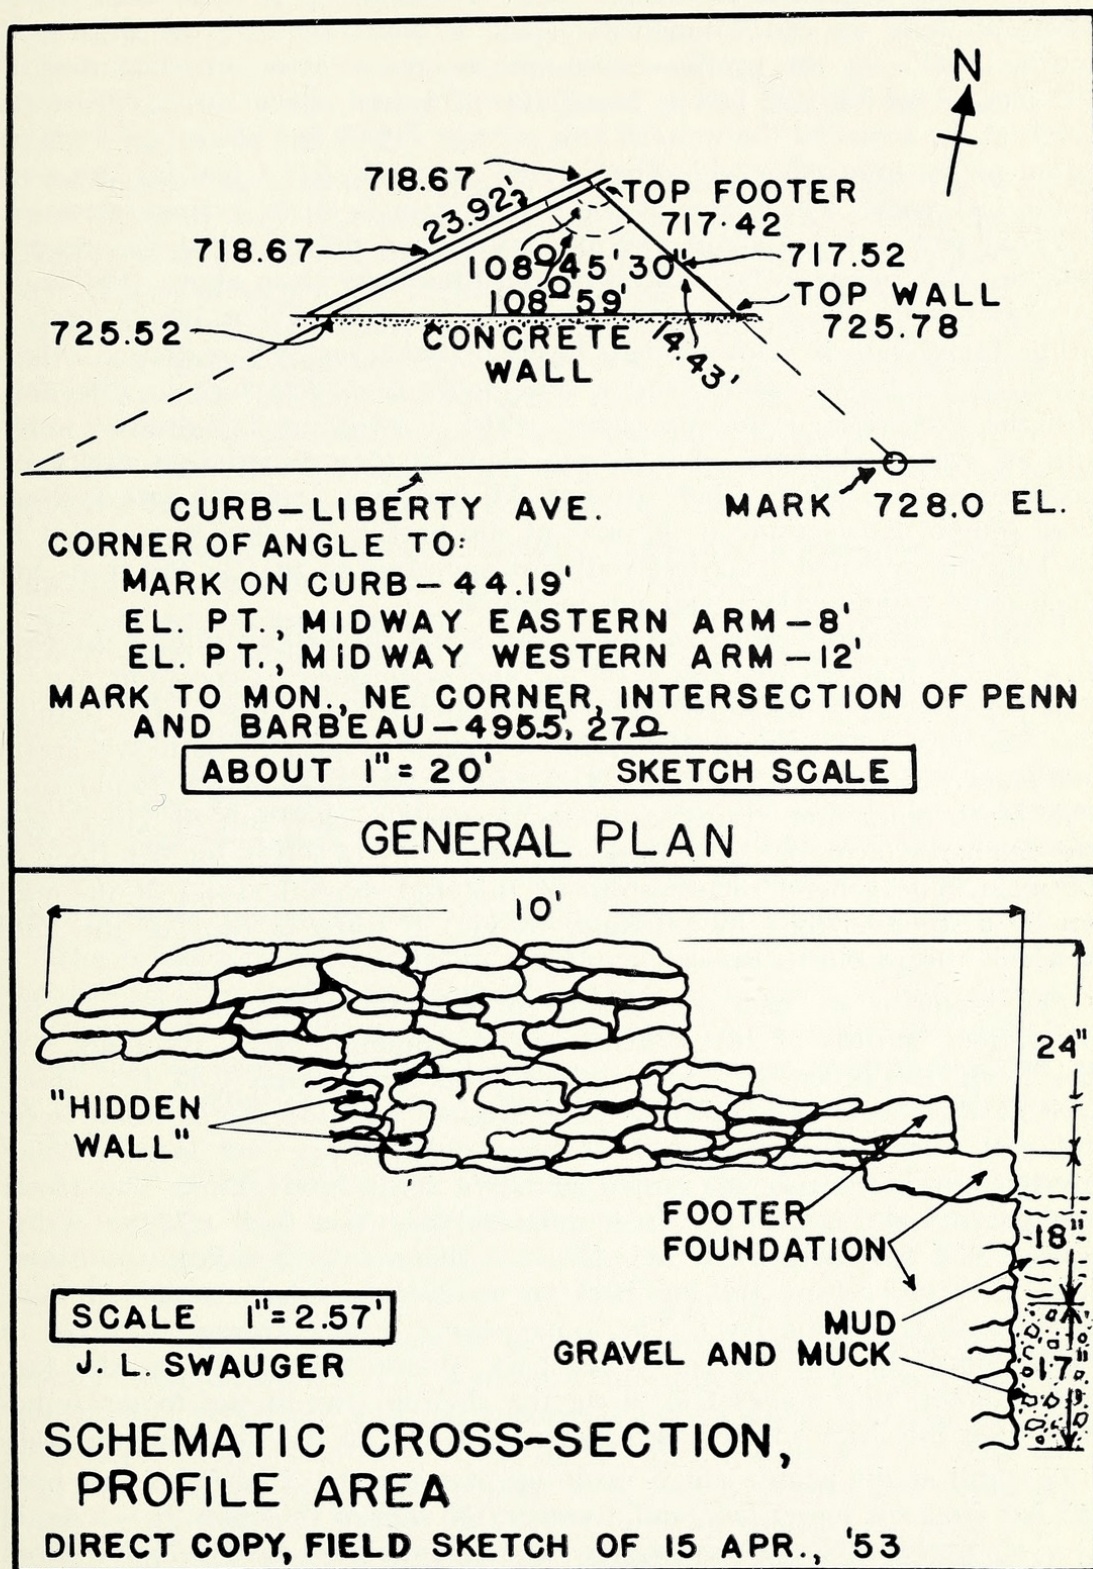 N
718.67
23.92'
TOP FOOTER
717.42
718.67
108° 45' 30"
717.52
108° 59'
TOP WALL
725.78
725.52
CONCRETE
WALL
14.43'
CURB-LIBERTY AVE.
MARK 728.0 EL.
CORNER OF ANGLE TO:
MARK ON CURB-44.19'
EL. PT., MIDWAY EASTERN ARM-8'
EL. PT., MIDWAY WESTERN ARM-12'
MARK TO MON., NE CORNER, INTERSECTION OF PENN
AND BARBEAU-495.5, 27°
ABOUT 1"=20' SKETCH SCALE
GENERAL PLAN
10'
24"
"HIDDEN
WALL"
FOOTER
FOUNDATION
18"
MUD
GRAVEL AND MUCK
17"
SCALE 1"=2.57'
J. L. SWAUGER
SCHEMATIC CROSS-SECTION,
PROFILE AREA
DIRECT COPY, FIELD SKETCH OF 15 APR., '53